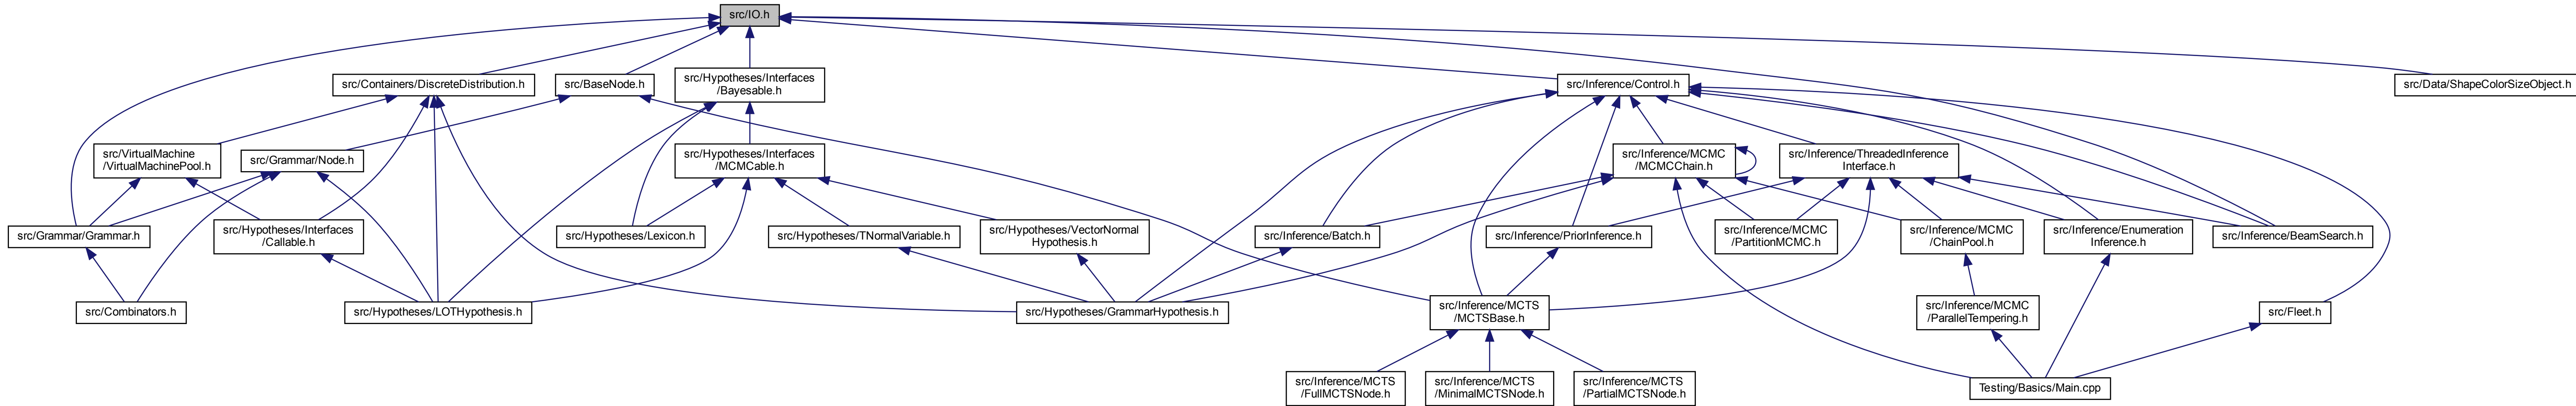 src/IO.h
src/Containers/DiscreteDistribution.h
src/BaseNode.h
src/Hypotheses/Interfaces
/Bayesable.h
src/Inference/Control.h
src/Data/ShapeColorSizeObject.h
src/VirtualMachine
/VirtualMachinePool.h
src/Grammar/Node.h
src/Hypotheses/Interfaces
/MCMCable.h
src/Inference/MCMC
/MCMCChain.h
src/Inference/ThreadedInference
Interface.h
src/Grammar/Grammar.h
src/Hypotheses/Interfaces
/Callable.h
src/Hypotheses/Lexicon.h
src/Hypotheses/TNormalVariable.h
src/Hypotheses/VectorNormal
Hypothesis.h
src/Inference/Batch.h
src/Inference/PriorInference.h
src/Inference/MCMC
/PartitionMCMC.h
src/Inference/MCMC
/ChainPool.h
src/Inference/Enumeration
Inference.h
src/Inference/BeamSearch.h
src/Combinators.h
src/Hypotheses/LOTHypothesis.h
src/Hypotheses/GrammarHypothesis.h
src/Inference/MCTS
/MCTSBase.h
src/Inference/MCMC
/ParallelTempering.h
src/Fleet.h
src/Inference/MCTS
/FullMCTSNode.h
src/Inference/MCTS
/MinimalMCTSNode.h
src/Inference/MCTS
/PartialMCTSNode.h
Testing/Basics/Main.cpp